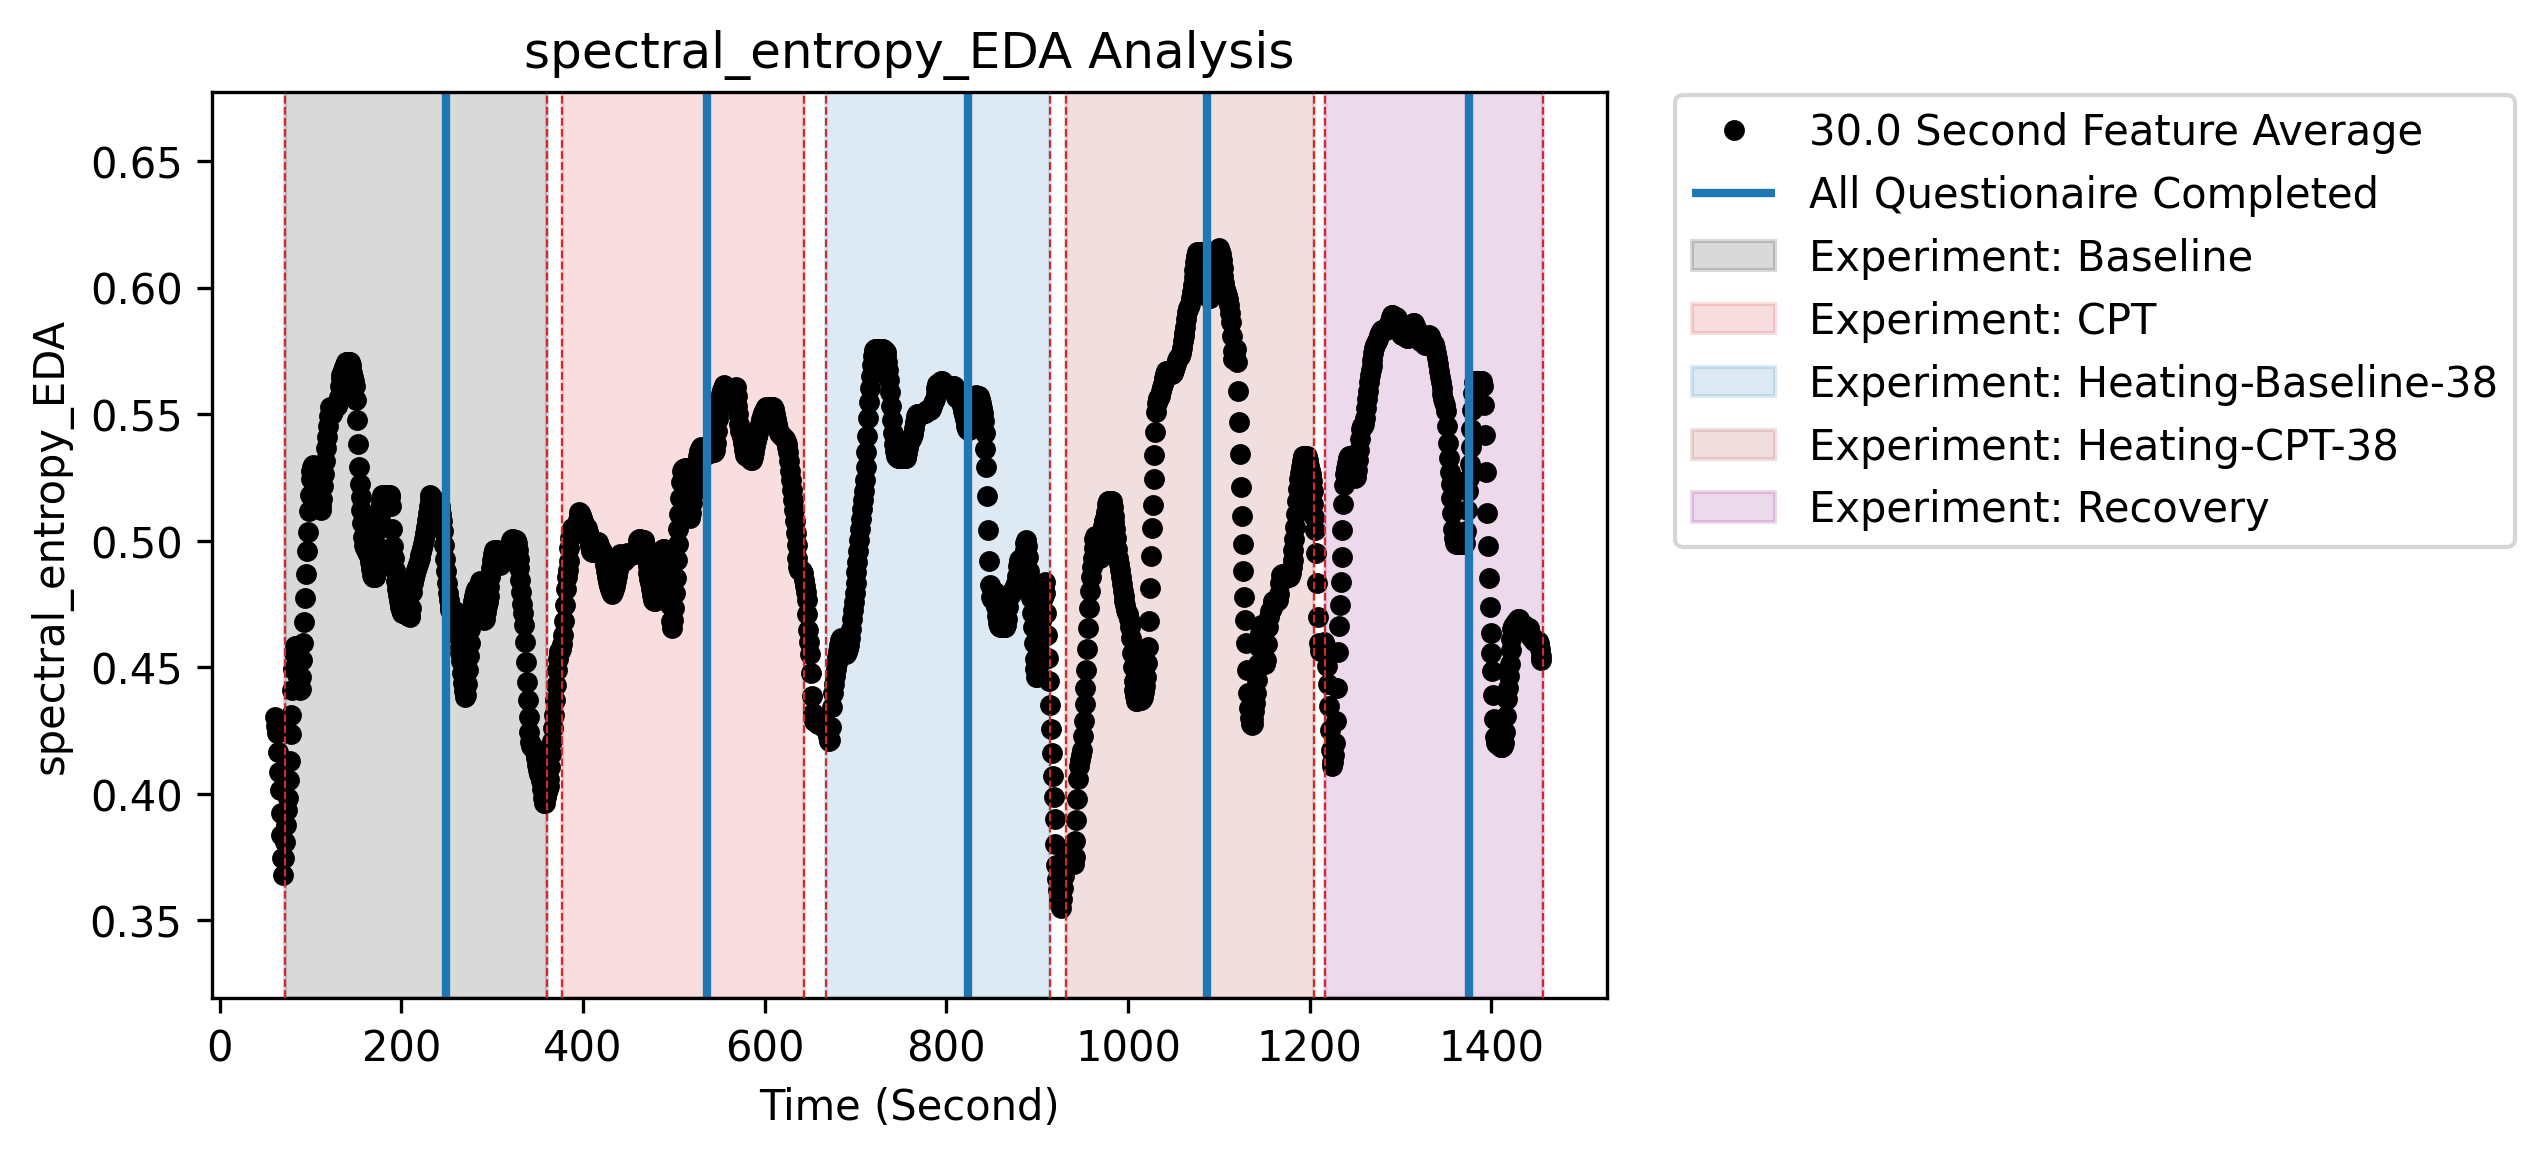 spectral_entropy_EDA Analysis
spectral_entropy_EDA
0.65
0.60
0.55
0.50
0.45
0.40
0.35
0 200 400 600 800 1000 1200 1400
Time (Second)
30.0 Second Feature Average
All Questionaire Completed
Experiment: Baseline
Experiment: CPT
Experiment: Heating-Baseline-38
Experiment: Heating-CPT-38
Experiment: Recovery